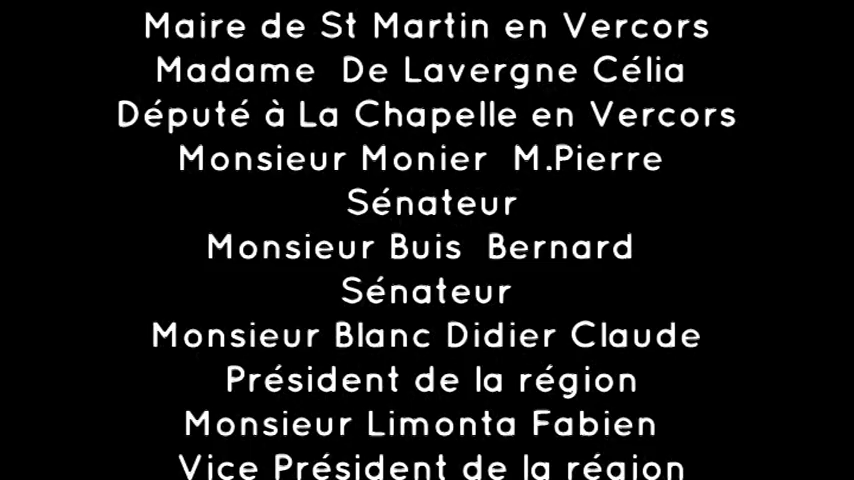 Maire de St Martin en Vercors
Madame De Lavergne Célia
Député à La Chapelle en Vercors
Monsieur Monier M.Pierre
Sénateur
Monsieur Buis Bernard
Sénateur
Monsieur Blanc Didier Claude
Président de la région
Monsieur Limonta Fabien
Vice Président de la région